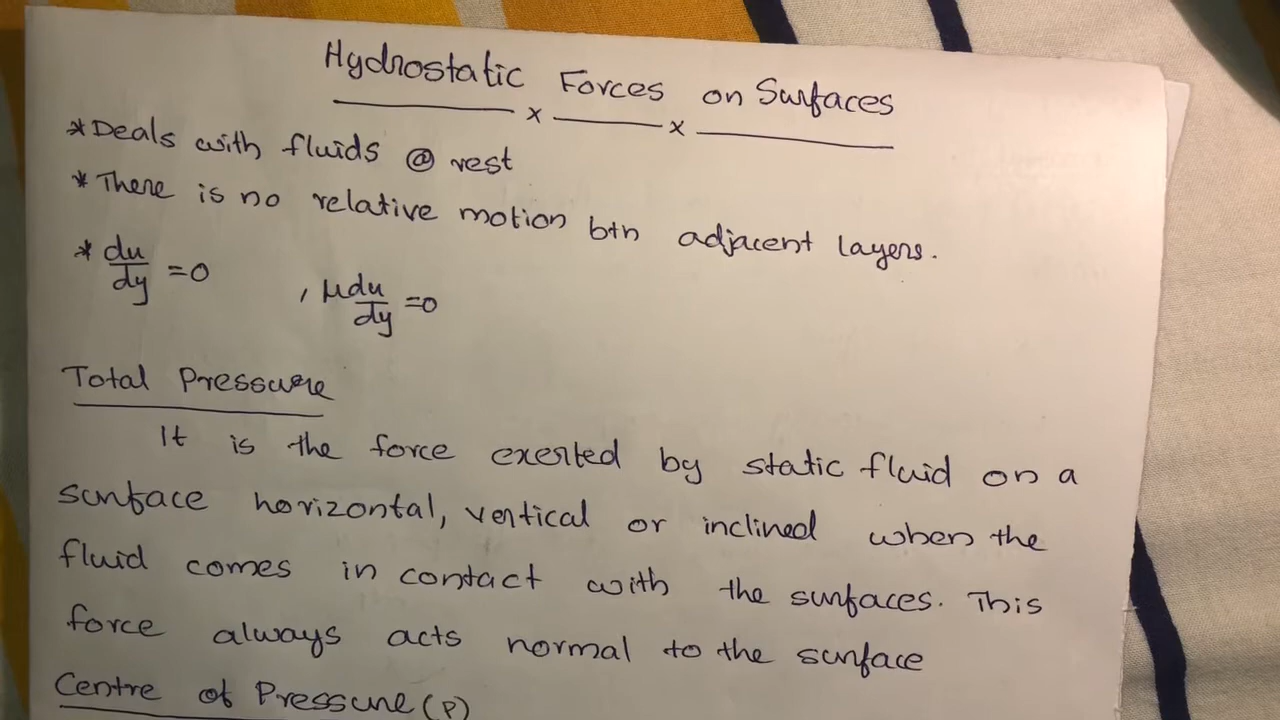 Hydrostatic Forces on Surfaces
x x
*Deals with fluids @ rest
*There is no relative motion btn adjacent layers.
* du/dy =0 , μdu/dy =0
Total Pressure
It is the force exerted by static fluid on a
surface horizontal, vertical or inclined when the
fluid comes in contact with the surfaces. This
force always acts normal to the surface
Centre of Pressure (P)